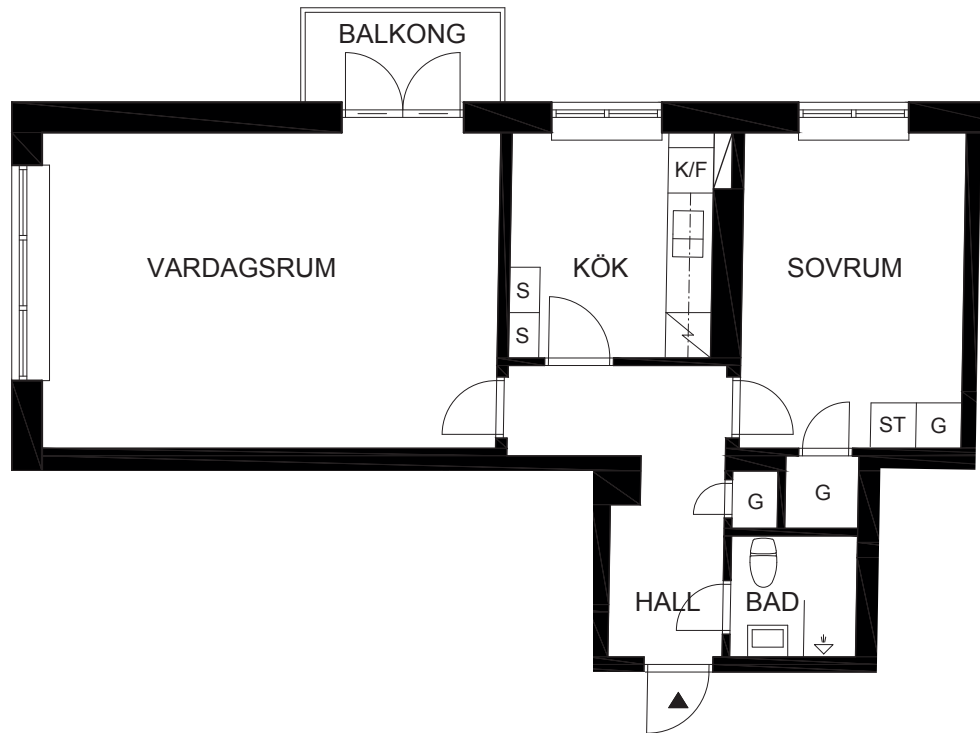 BALKONG
K/F
VARDAGSRUM
KÖK
SOVRUM
S
S
ST
G
G
G
HALL
BAD